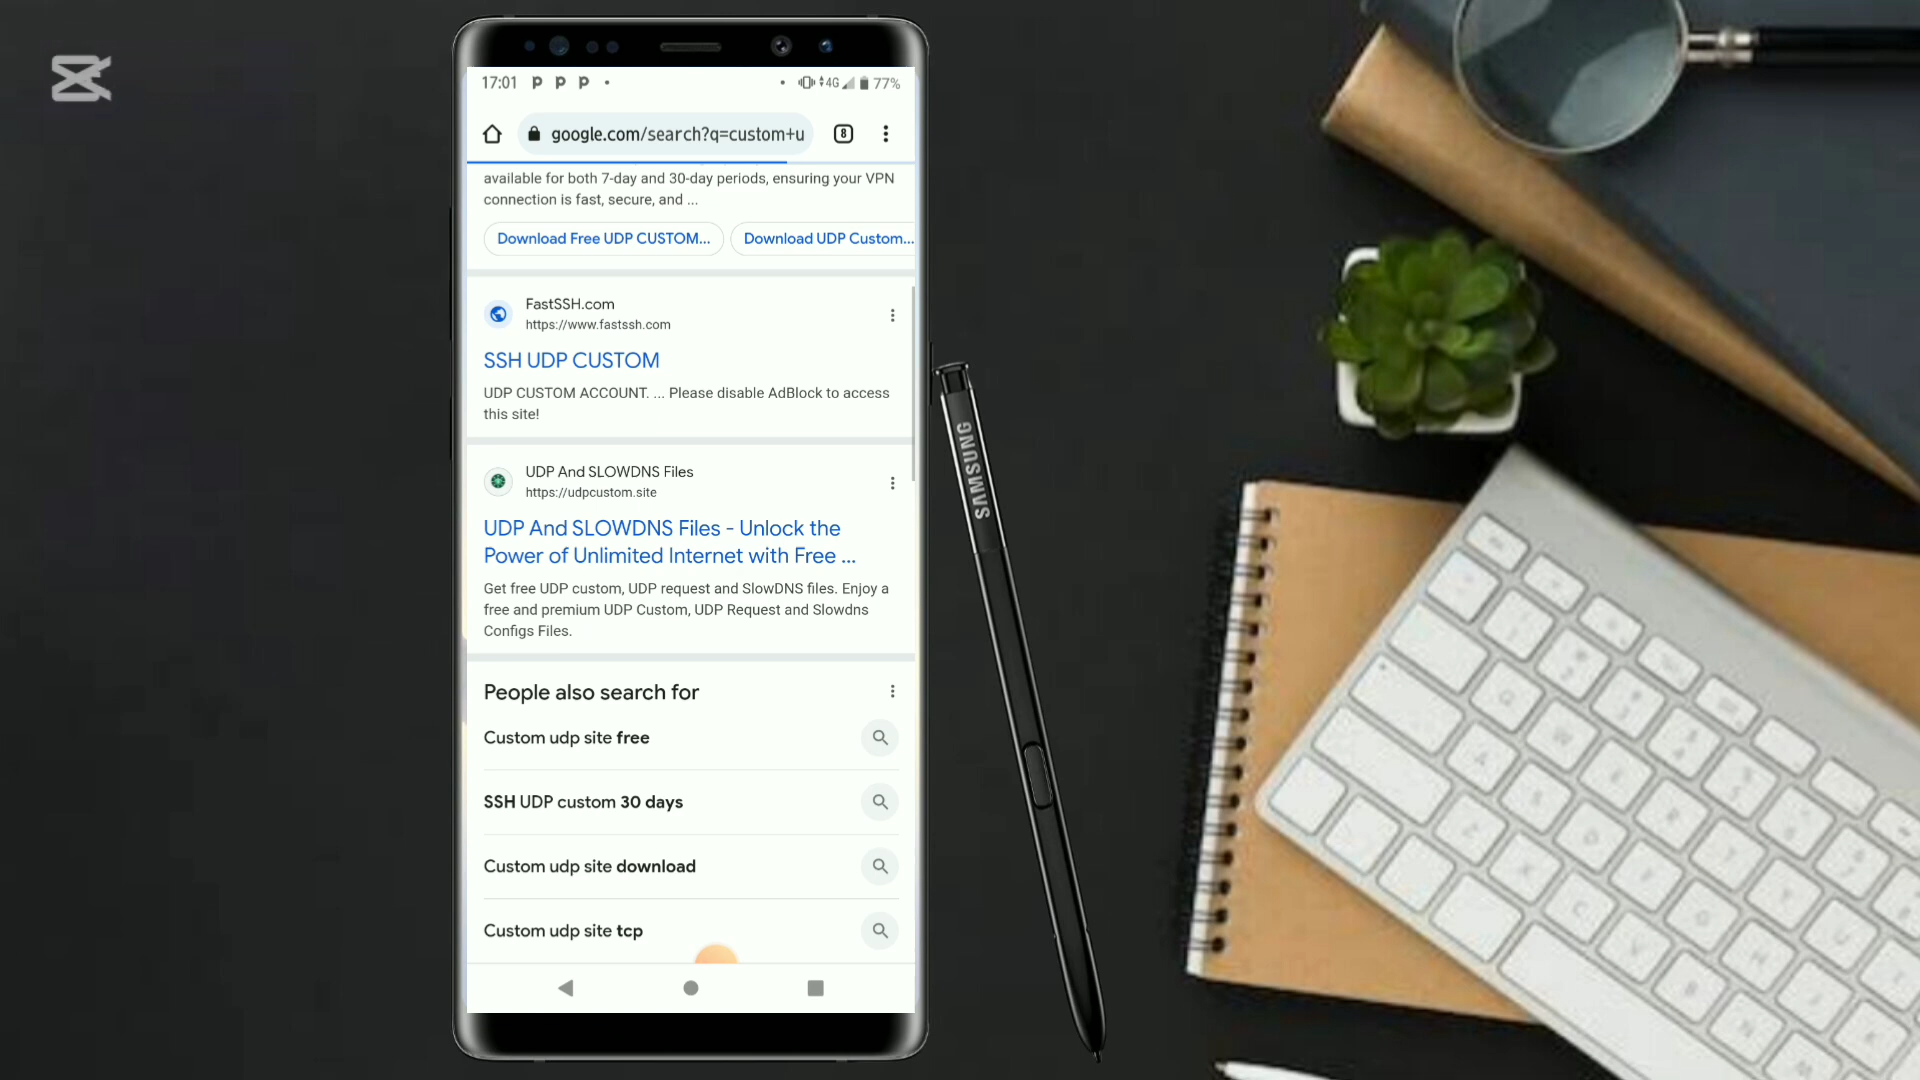 17:01 P P P • • 4G 77%
google.com/search?q=custom+u
8
available for both 7-day and 30-day periods, ensuring your VPN
connection is fast, secure, and ...
Download Free UDP CUSTOM...
Download UDP Custom...
FastSSH.com
https://www.fastssh.com
SSH UDP CUSTOM
UDP CUSTOM ACCOUNT. ... Please disable AdBlock to access
this site!
UDP And SLOWDNS Files
https://udpcustom.site
UDP And SLOWDNS Files - Unlock the
Power of Unlimited Internet with Free ...
Get free UDP custom, UDP request and SlowDNS files. Enjoy a
free and premium UDP Custom, UDP Request and Slowdns
Configs Files.
People also search for
Custom udp site free
SSH UDP custom 30 days
Custom udp site download
Custom udp site tcp
SAMSUNG